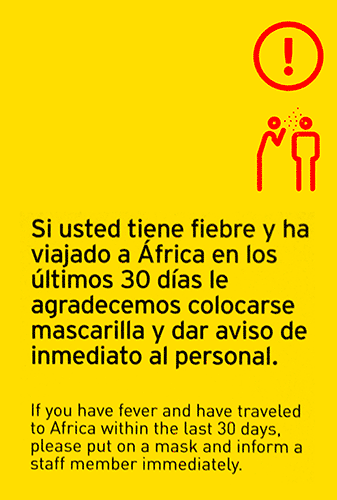 Si usted tiene fiebre y ha
viajado a África en los
últimos 30 días le
agradecemos colocarse
mascarilla y dar aviso de
inmediato al personal.
If you have fever and have traveled
to Africa within the last 30 days,
please put on a mask and inform a
staff member immediately.